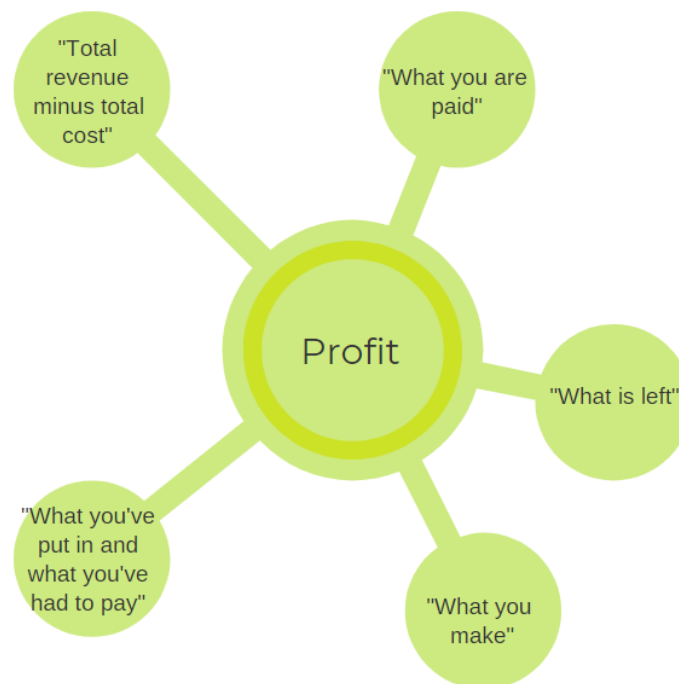 "Total
revenue
minus total
cost"
"What you are
paid"
Profit
"What is left"
"What you've
put in and
what you've
had to pay"
"What you
make"